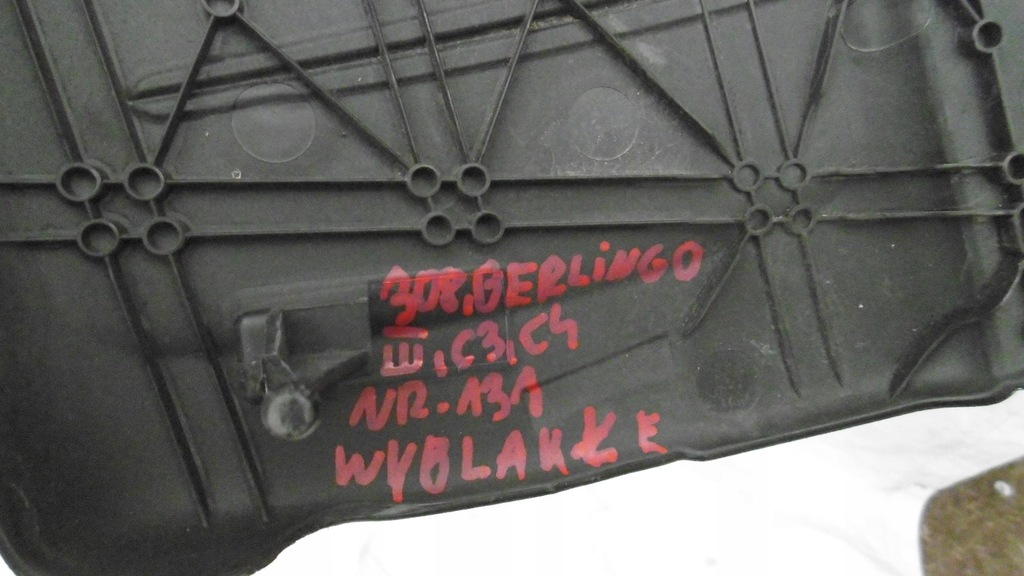 308, BERLiNGO
III, C3, C4
NR. 131
WYBLAKŁE